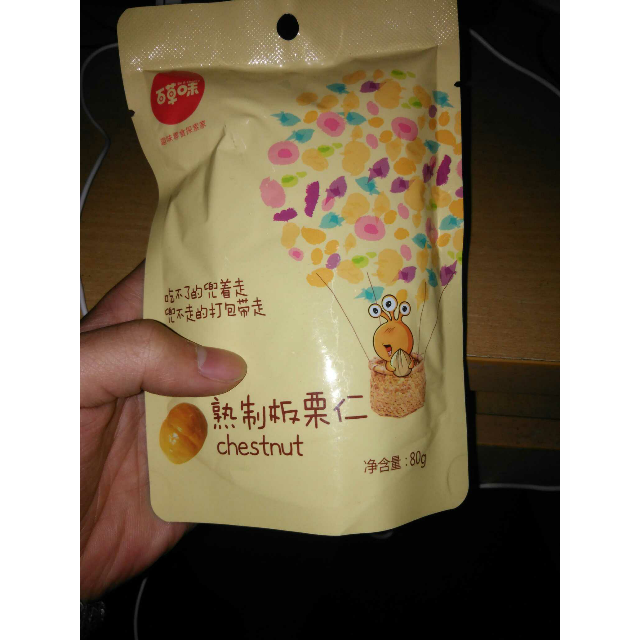 百草味
吃不了的兜着走
兜不走的打包带走
熟制板栗仁
chestnut
净含量:80g